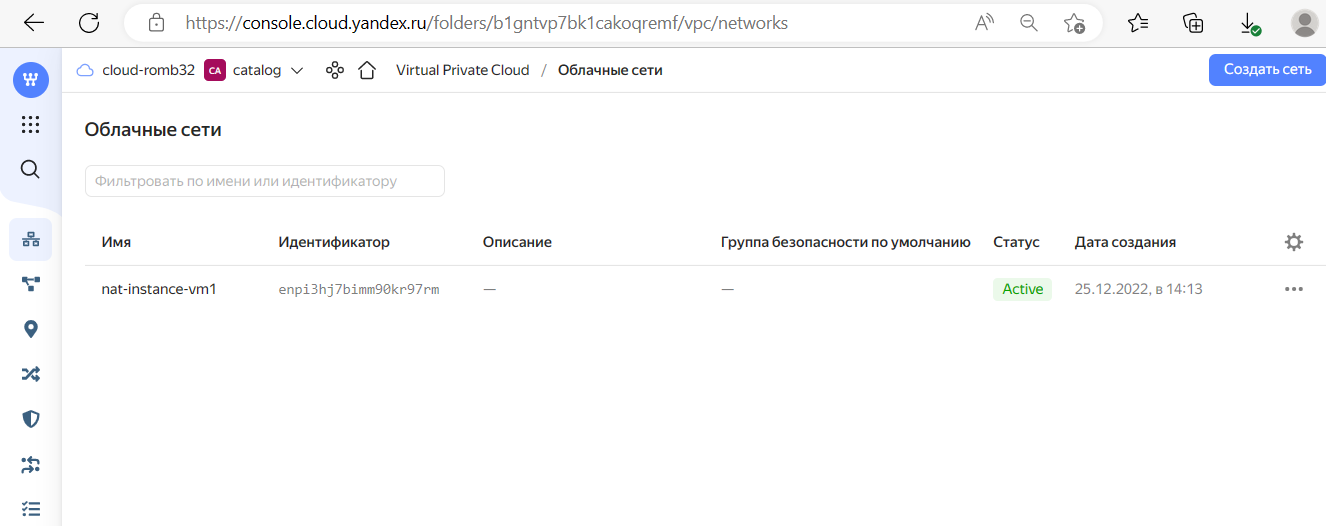 https://console.cloud.yandex.ru/folders/b1gntvp7bk1cakoqremf/vpc/networks
cloud-romb32 CA catalog Virtual Private Cloud / Облачные сети Создать сеть
Облачные сети
Фильтровать по имени или идентификатору
Имя Идентификатор Описание Группа безопасности по умолчанию Статус Дата создания
nat-instance-vm1 enpi3hj7bimm90kr97rm — — Active 25.12.2022, в 14:13